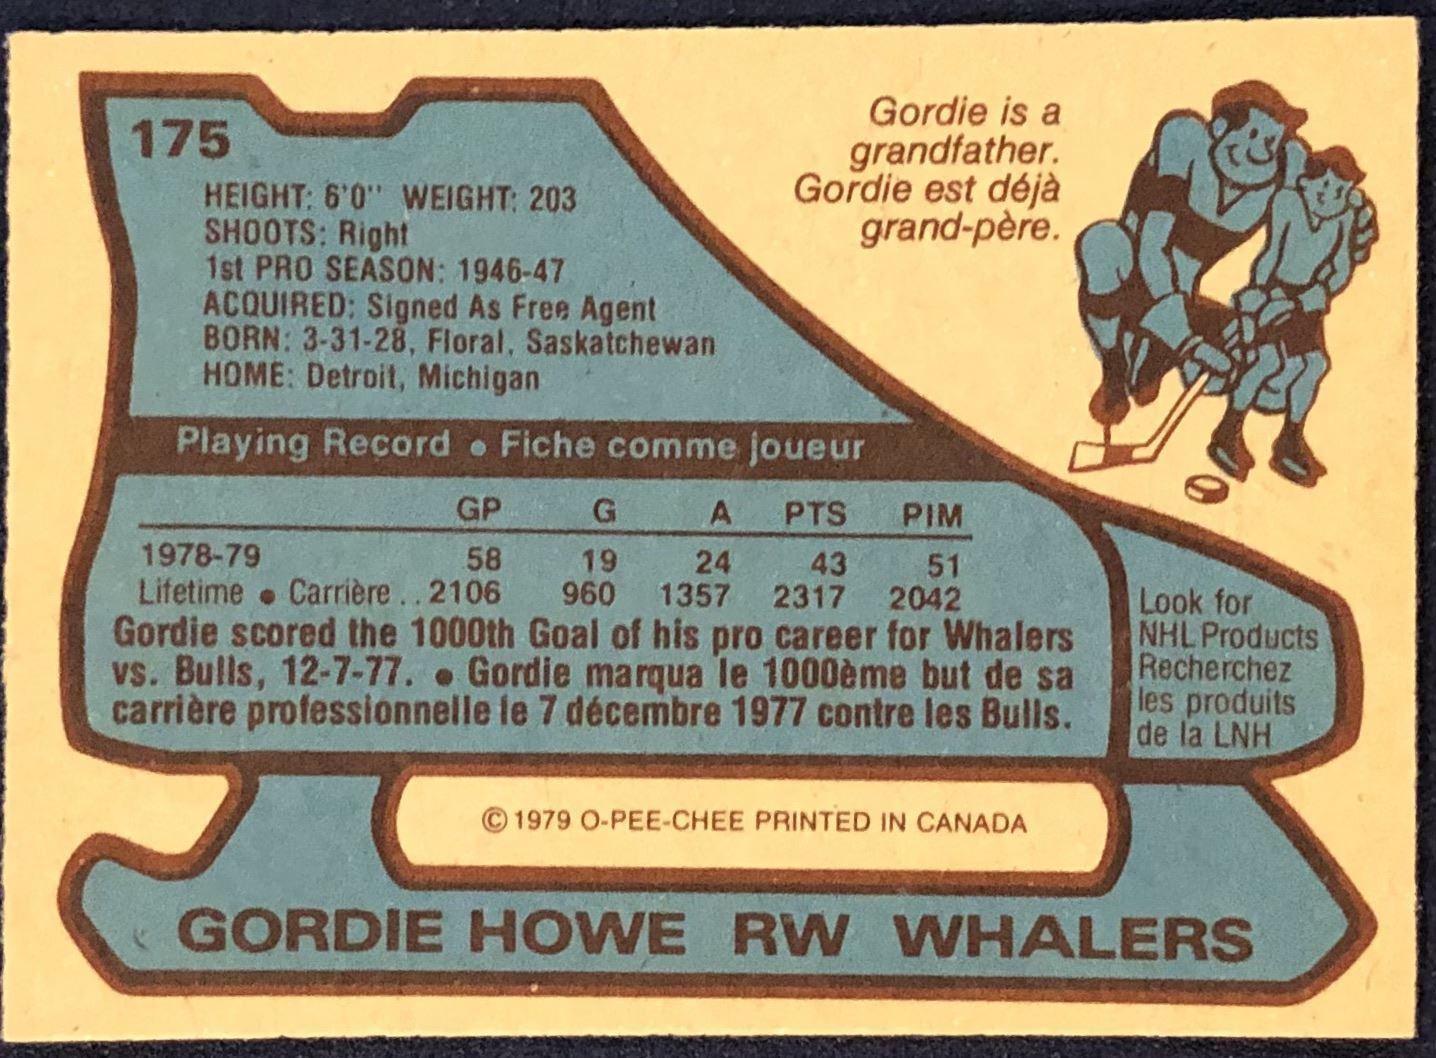 175
HEIGHT: 6'0" WEIGHT: 203
SHOOTS: Right
1st PRO SEASON: 1946-47
ACQUIRED: Signed As Free Agent
BORN: 3-31-28, Floral, Saskatchewan
HOME: Detroit, Michigan
Gordie is a
grandfather.
Gordie est déjà
grand-père.
Playing Record • Fiche comme joueur
GP G A PTS PIM
1978-79 58 19 24 43 51
Lifetime • Carrière .. 2106 960 1357 2317 2042
Gordie scored the 1000th Goal of his pro career for Whalers
vs. Bulls, 12-7-77. • Gordie marqua le 1000ème but de sa
carrière professionnelle le 7 décembre 1977 contre les Bulls.
Look for
NHL Products
Recherchez
les produits
de la LNH
© 1979 O-PEE-CHEE PRINTED IN CANADA
GORDIE HOWE RW WHALERS